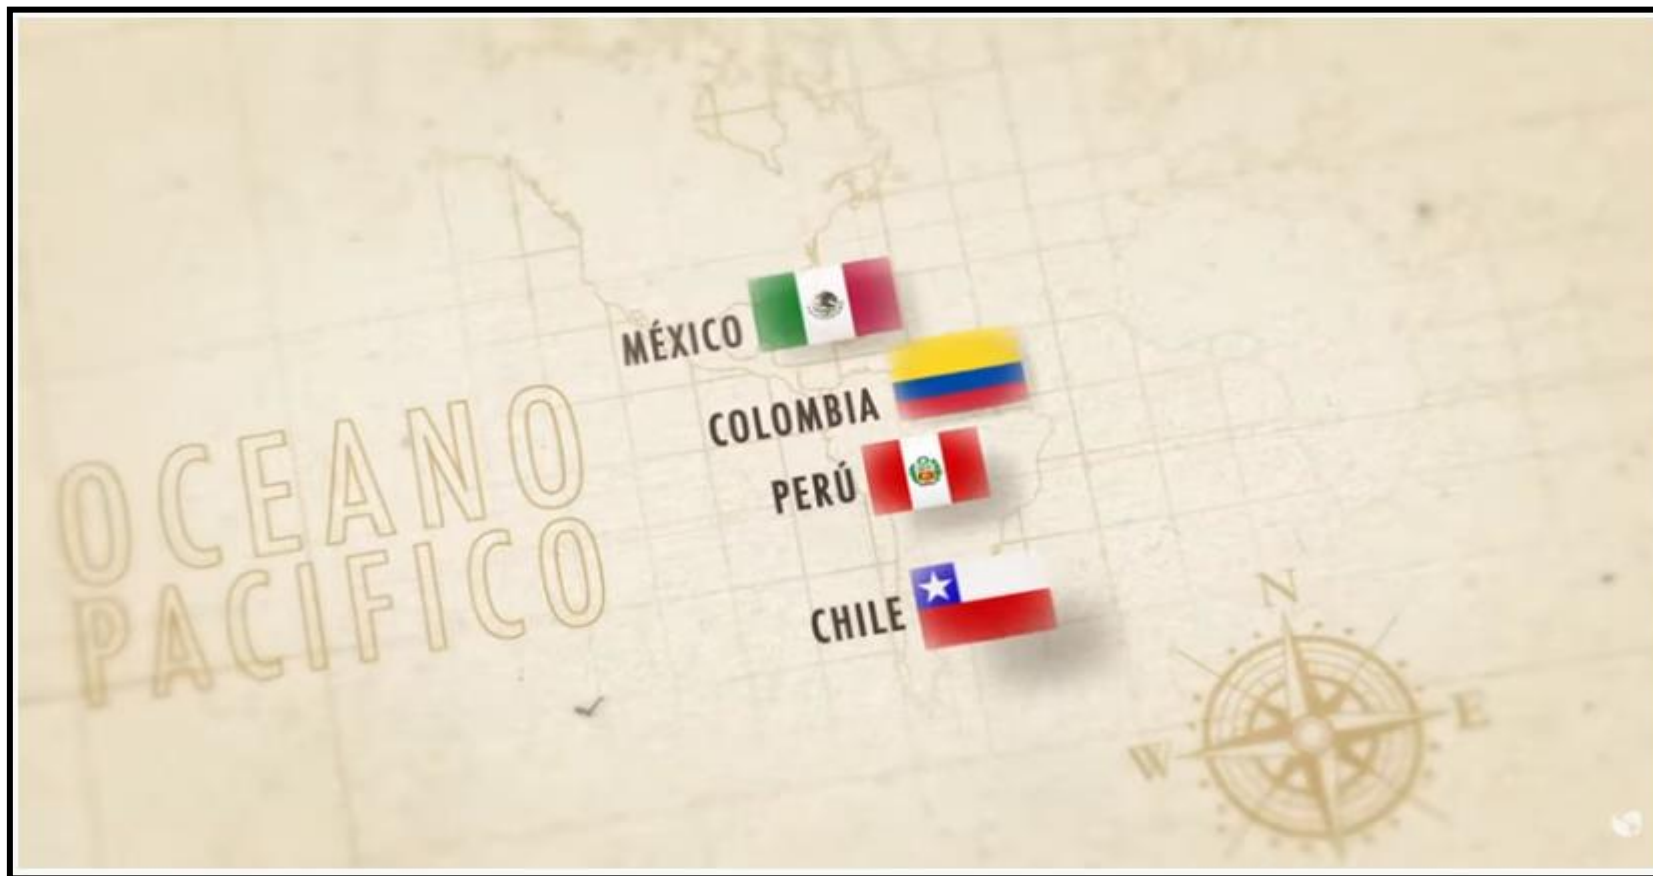 MÉXICO
COLOMBIA
PERÚ
CHILE
OCEANO
PACIFICO
N
W
E